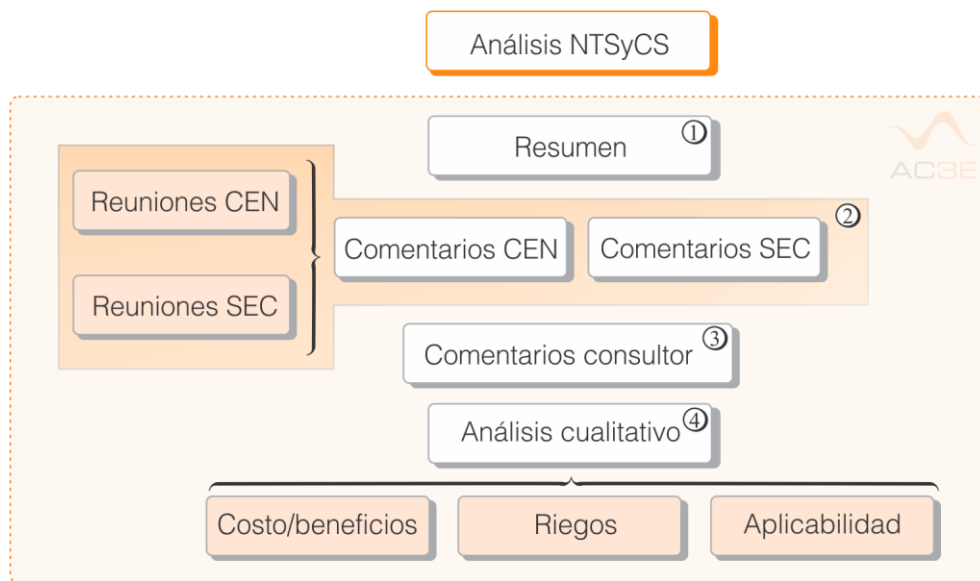 Análisis NTSyCS
Resumen
①
AC3E
Reuniones CEN
Reuniones SEC
②
Comentarios CEN
Comentarios SEC
Comentarios consultor
③
Análisis cualitativo
④
Costo/beneficios
Riegos
Aplicabilidad